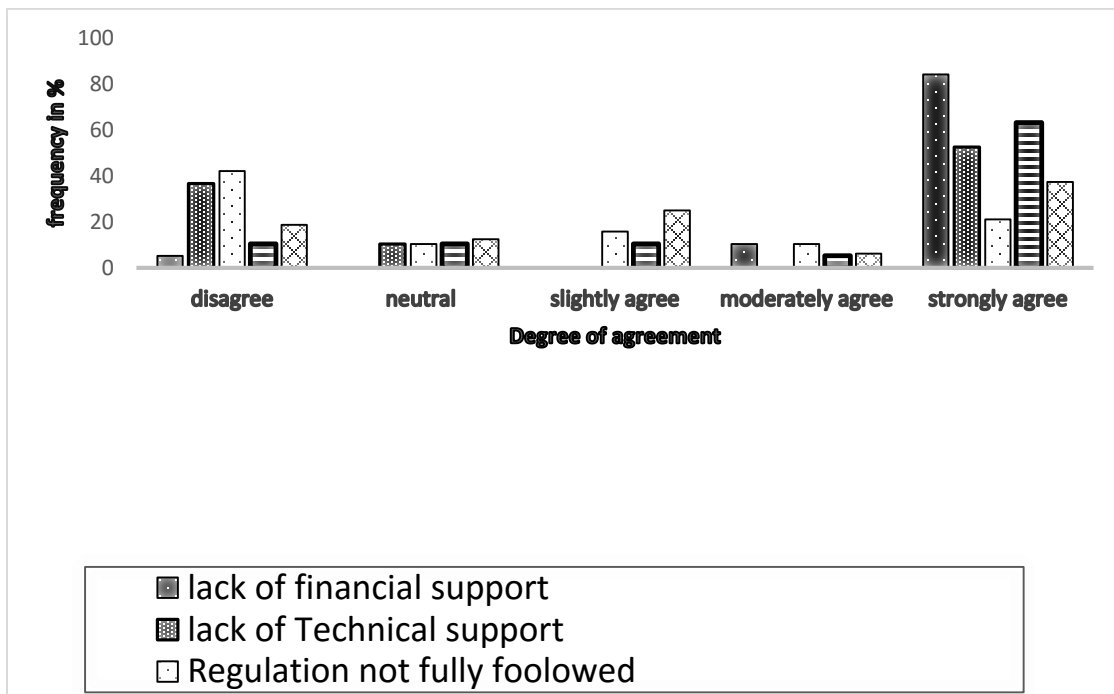 100
80
60
40
20
0
frequency in %
disagree neutral slightly agree moderately agree strongly agree
Degree of agreement
lack of financial support
lack of Technical support
Regulation not fully foolowed